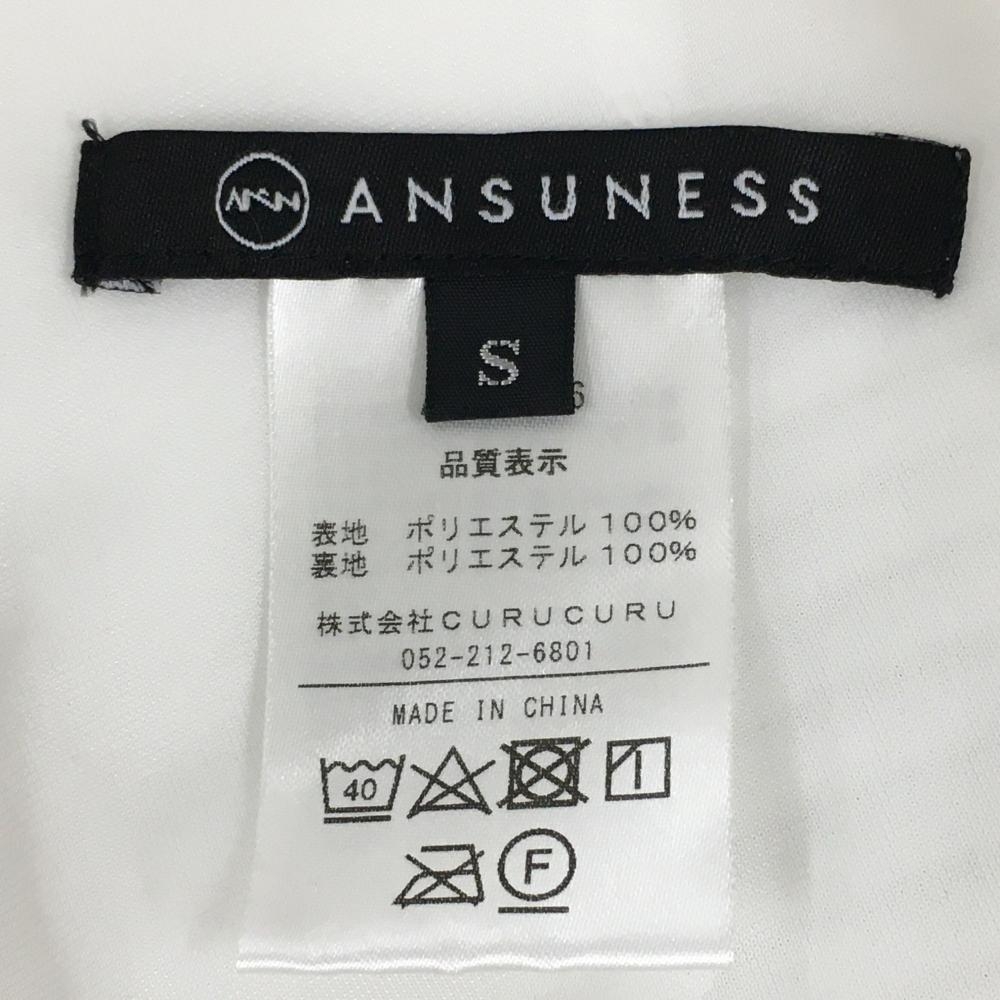 ANSUNESS
S
6
品質表示
表地 ポリエステル 100%
裏地 ポリエステル 100%
株式会社CURUCURU
052-212-6801
MADE IN CHINA
40
F